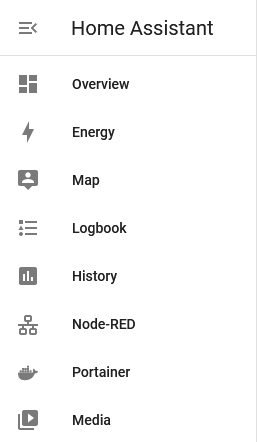 Home Assistant
Overview
Energy
Map
Logbook
History
Node-RED
Portainer
Media